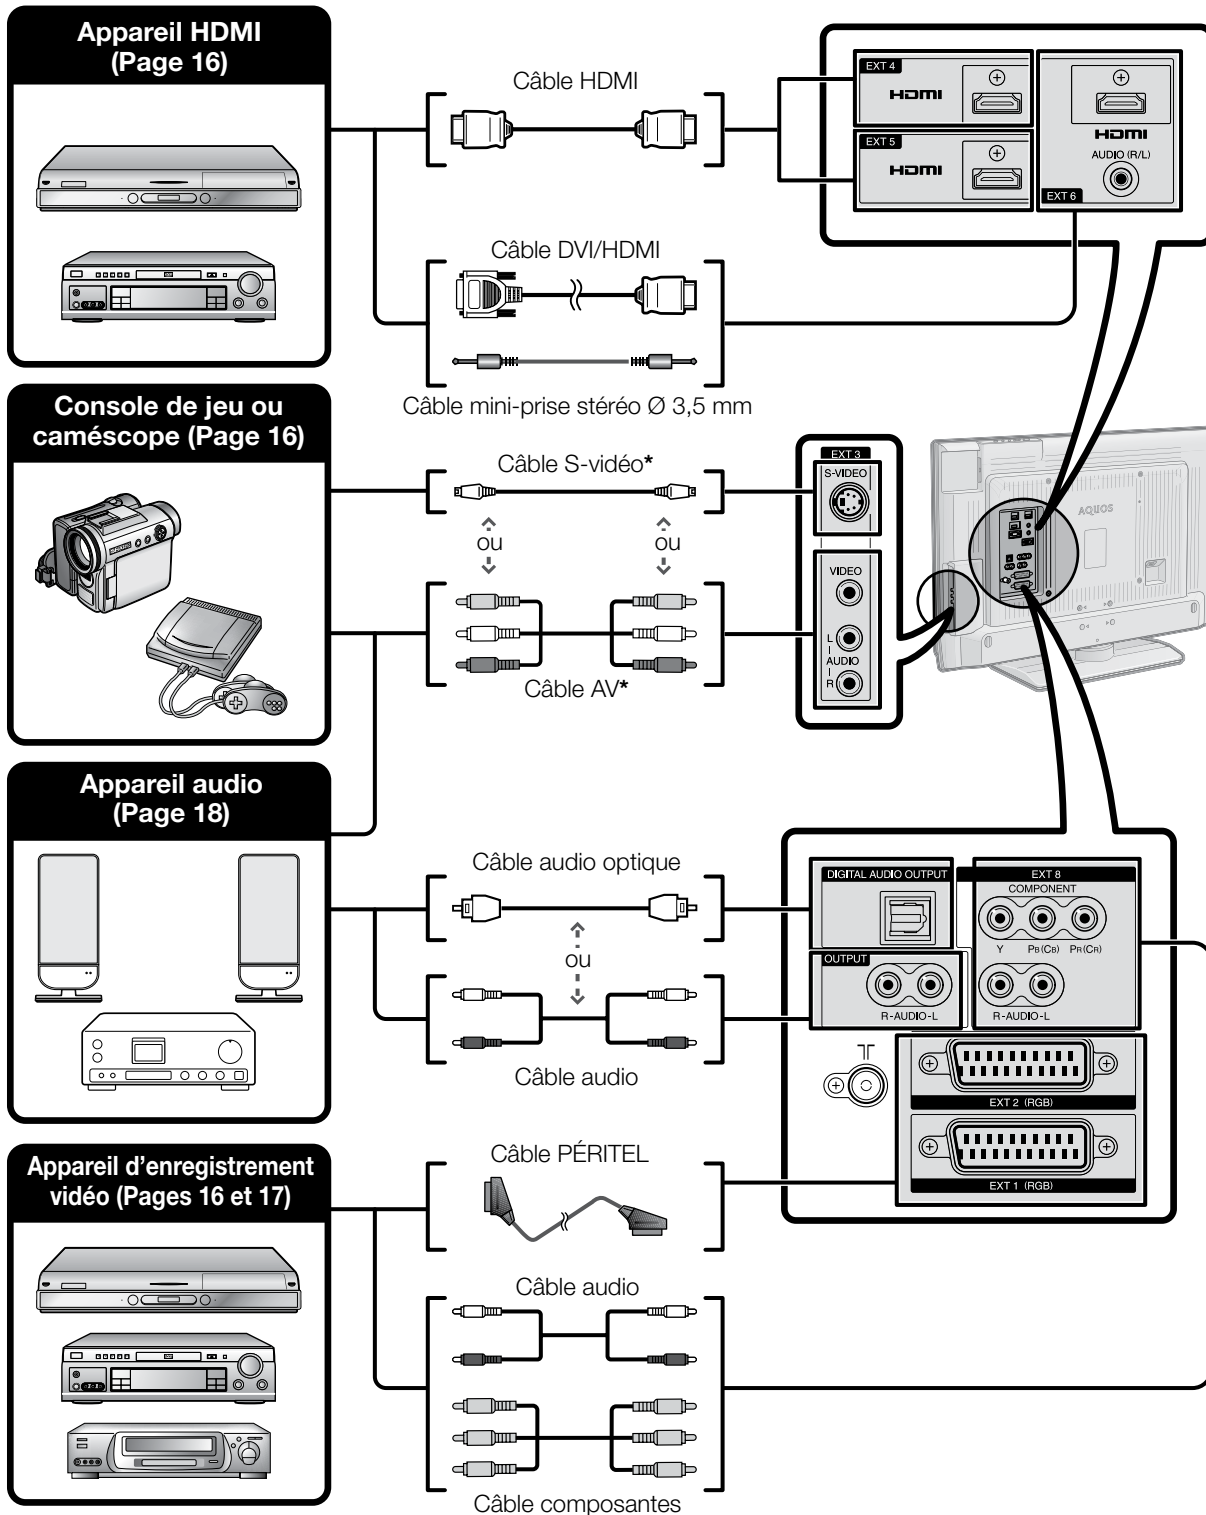 Appareil HDMI
(Page 16)
Câble HDMI
EXT 4
HDMI
EXT 5
HDMI
HDMI
AUDIO (R/L)
EXT 6
Câble DVI/HDMI
Câble mini-prise stéréo Ø 3,5 mm
Console de jeu ou
caméscope (Page 16)
Câble S-vidéo*
ou
ou
Câble AV*
EXT 3
S-VIDEO
VIDEO
L
AUDIO
R
AQUOS
Appareil audio
(Page 18)
Câble audio optique
ou
Câble audio
DIGITAL AUDIO OUTPUT
EXT 8
COMPONENT
Y PB (CB) PR (CR)
OUTPUT
R-AUDIO-L
R-AUDIO-L
EXT 2 (RGB)
EXT 1 (RGB)
Appareil d'enregistrement
vidéo (Pages 16 et 17)
Câble PÉRITEL
Câble audio
Câble composantes